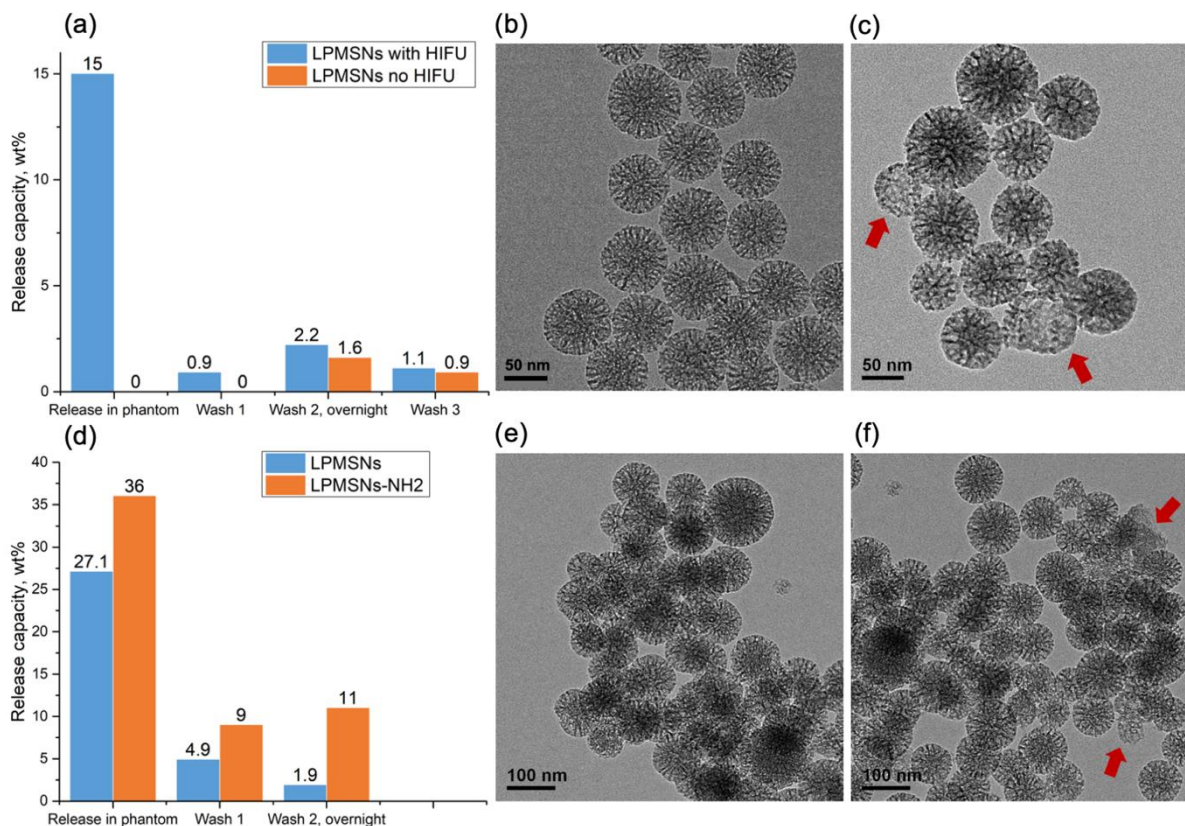 (a)
LPMSNs with HIFU
LPMSNs no HIFU
Release capacity, wt%
15
10
5
0
15
0
0.9
0
2.2
1.6
1.1
0.9
Release in phantom
Wash 1
Wash 2, overnight
Wash 3
(b)
50 nm
(c)
50 nm
(d)
LPMSNs
LPMSNs-NH2
Release capacity, wt%
40
35
30
25
20
15
10
5
0
27.1
36
4.9
9
1.9
11
Release in phantom
Wash 1
Wash 2, overnight
(e)
100 nm
(f)
100 nm